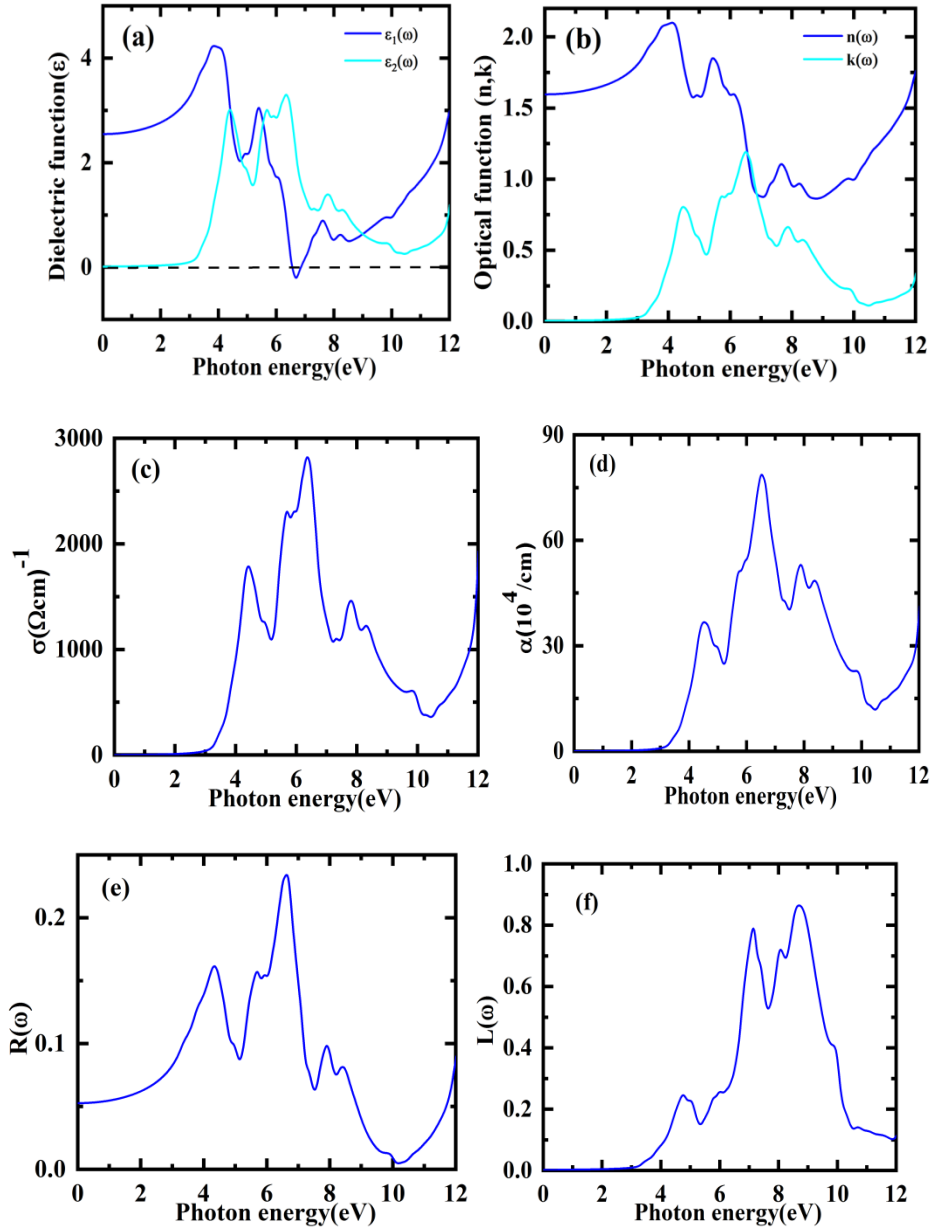 (a)
ε₁(ω)
ε₂(ω)
Dielectric function(ε)
4
2
0
0 2 4 6 8 10 12
Photon energy(eV)
(b)
n(ω)
k(ω)
Optical function (n,k)
2.0
1.5
1.0
0.5
0.0
0 2 4 6 8 10 12
Photon energy(eV)
(c)
σ(Ωcm)⁻¹
3000
2000
1000
0
0 2 4 6 8 10 12
Photon energy(eV)
(d)
α(10⁴/cm)
90
60
30
0
0 2 4 6 8 10 12
Photon energy(eV)
(e)
R(ω)
0.2
0.1
0.0
0 2 4 6 8 10 12
Photon energy(eV)
(f)
L(ω)
1.0
0.8
0.6
0.4
0.2
0.0
0 2 4 6 8 10 12
Photon energy(eV)